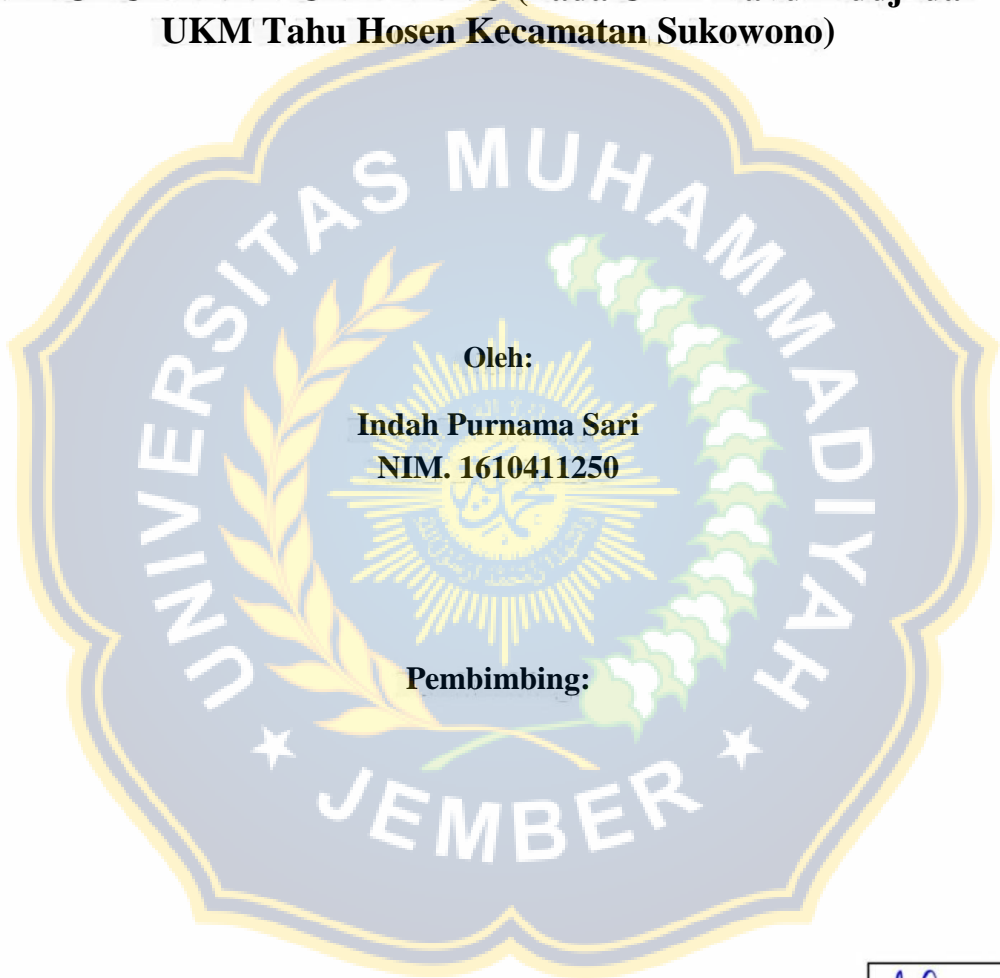 UKM Tahu Hosen Kecamatan Sukowono)
UNIVERSITAS MUHAMMADIYAH
Oleh:
Indah Purnama Sari
NIM. 1610411250
Pembimbing:
JEMBER